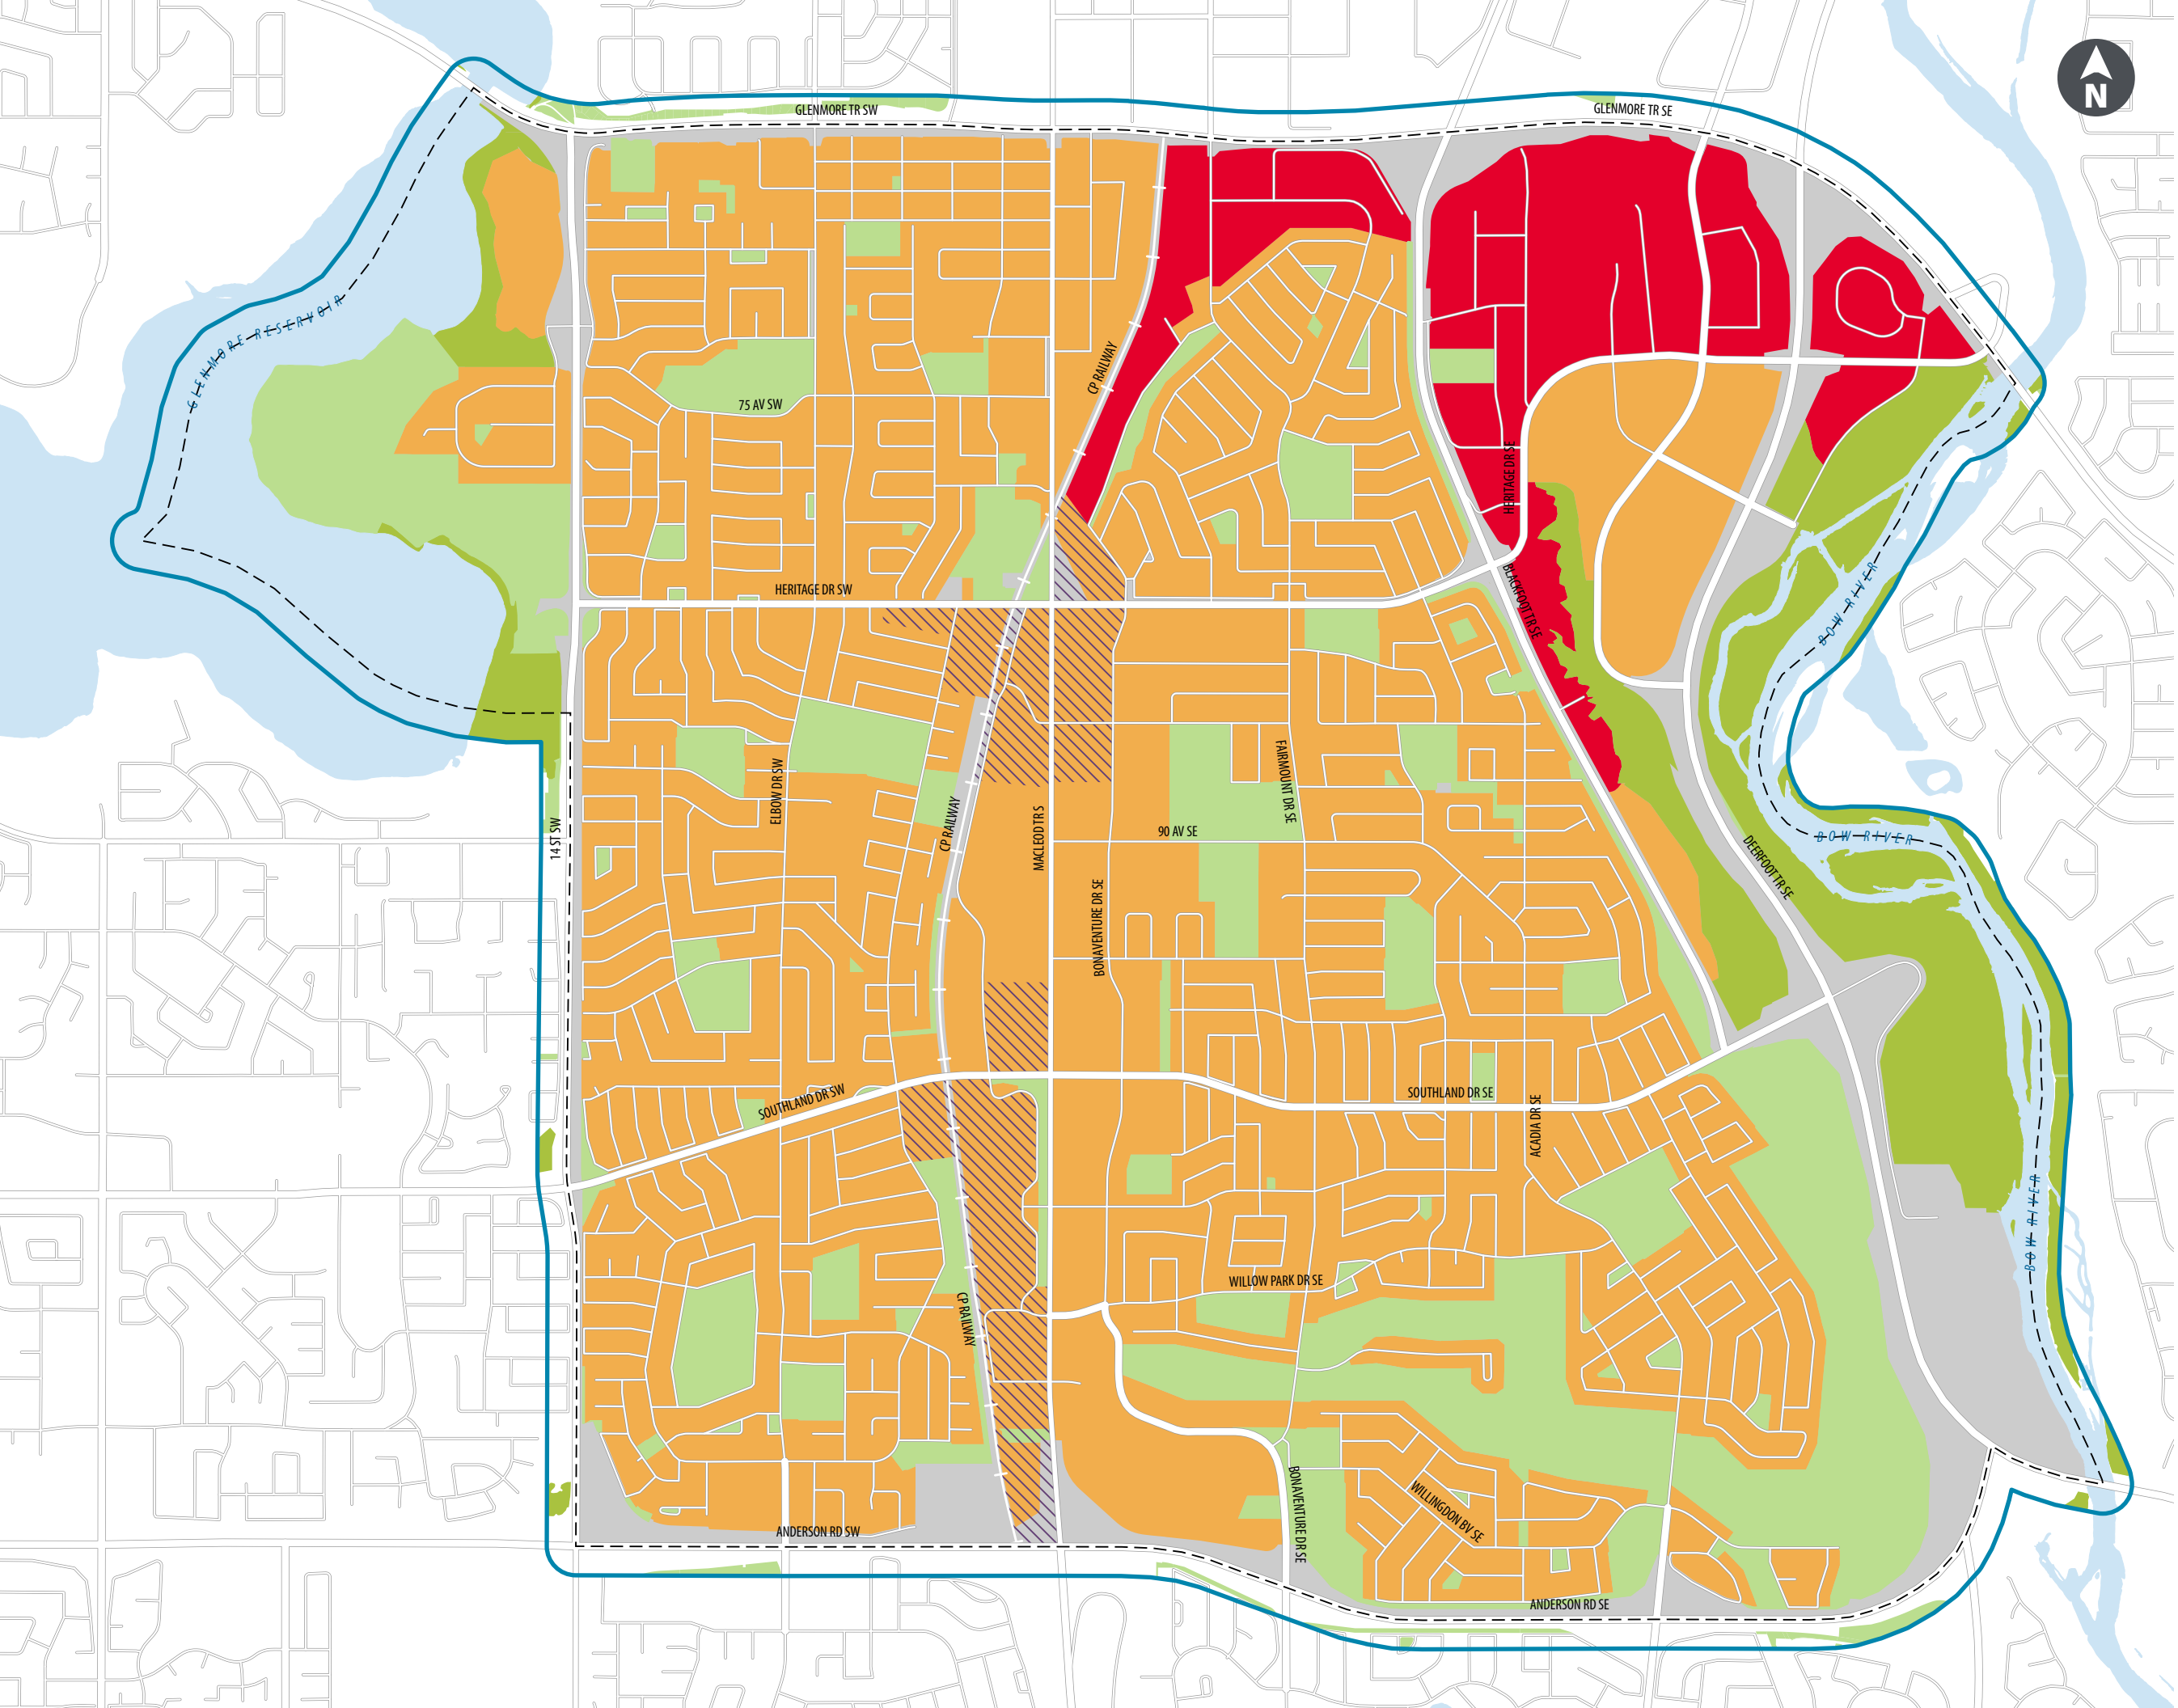 GLENMORE TR SW
GLENMORE TR SE
N
GLENMORE RESERVOIR
CP RAILWAY
75 AV SW
HERITAGE DR SE
HERITAGE DR SW
BLACKFOOT TR SE
BOW RIVER
ELBOW DR SW
FAIRMOUNT DR SE
14 ST SW
CP RAILWAY
MACLEOD TR S
90 AV SE
BOW RIVER
DEERFOOT TR SE
BONAVENTURE DR SE
SOUTHLAND DR SW
SOUTHLAND DR SE
ACADIA DR SE
BOW RIVER
WILLOW PARK DR SE
CP RAILWAY
BONAVENTURE DR SE
WILLINGDON BV SE
ANDERSON RD SW
ANDERSON RD SE